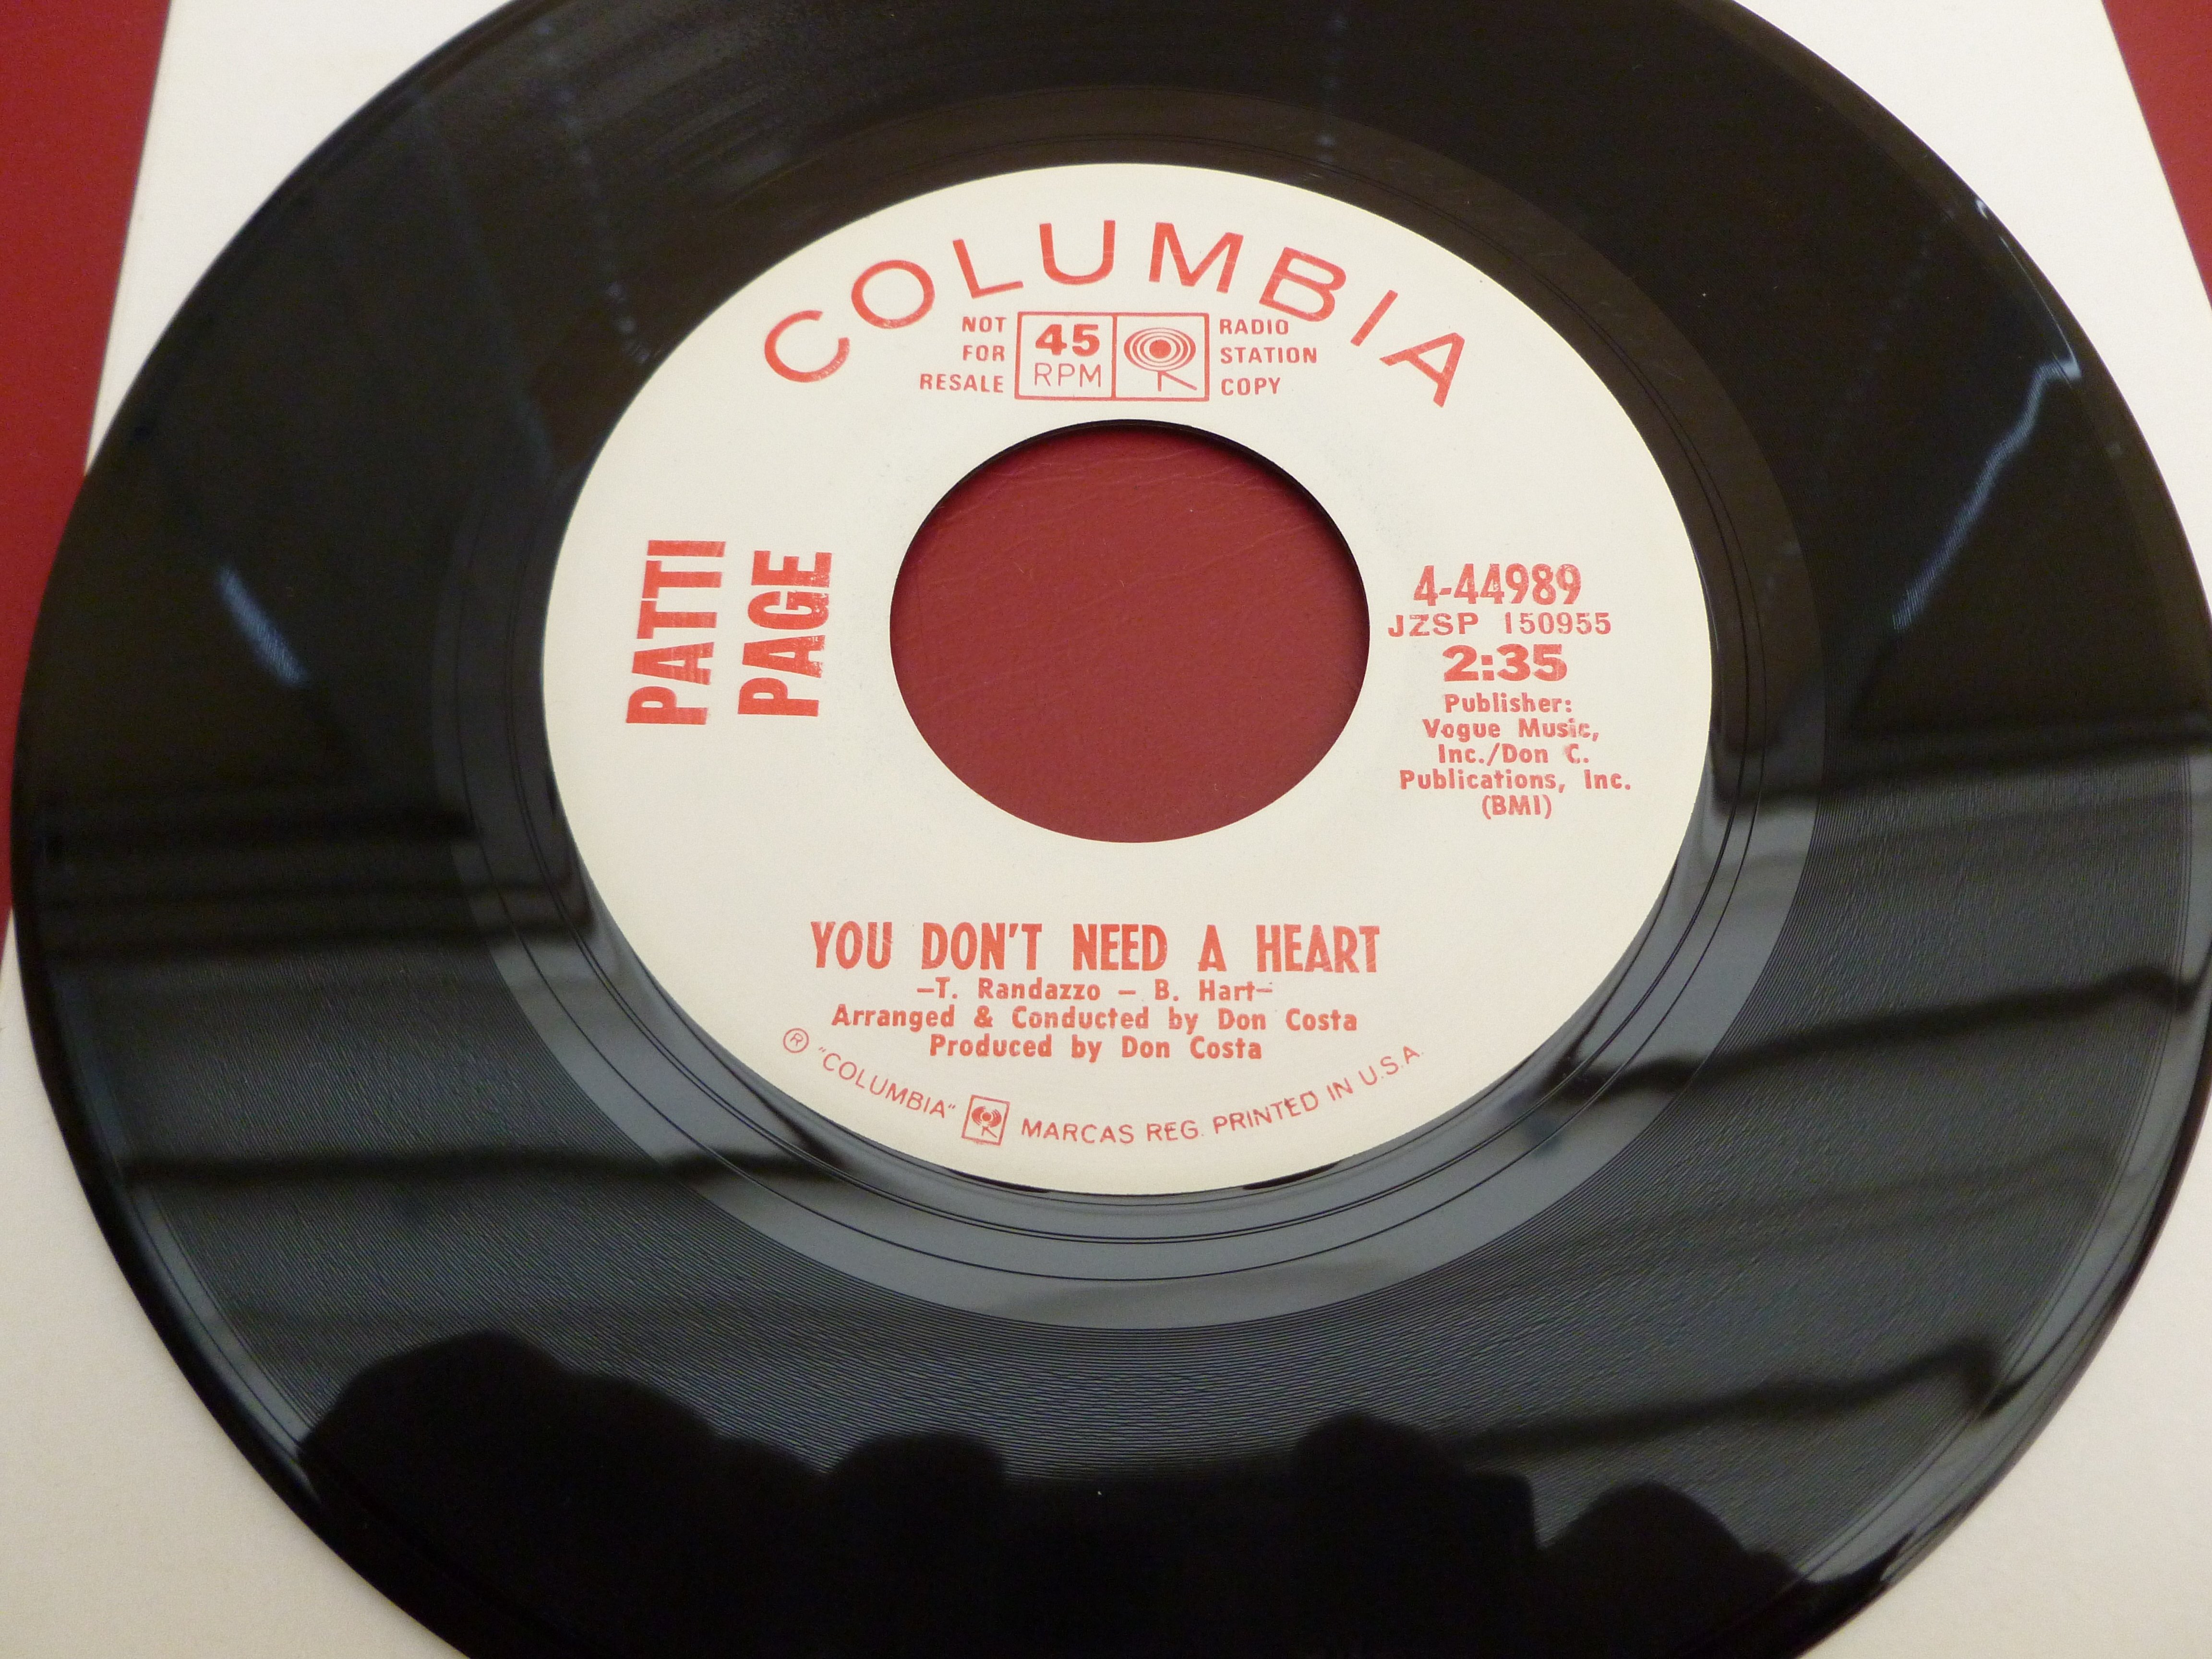 COLUMBIA
NOT
FOR
RESALE
45
RPM
RADIO
STATION
COPY
PATTI
PAGE
4-44989
JZSP 150955
2:35
Publisher:
Vogue Music,
Inc./Don C.
Publications, Inc.
(BMI)
YOU DON'T NEED A HEART
—T. Randazzo — B. Hart—
Arranged & Conducted by Don Costa
Produced by Don Costa
® "COLUMBIA" MARCAS REG. PRINTED IN U.S.A.